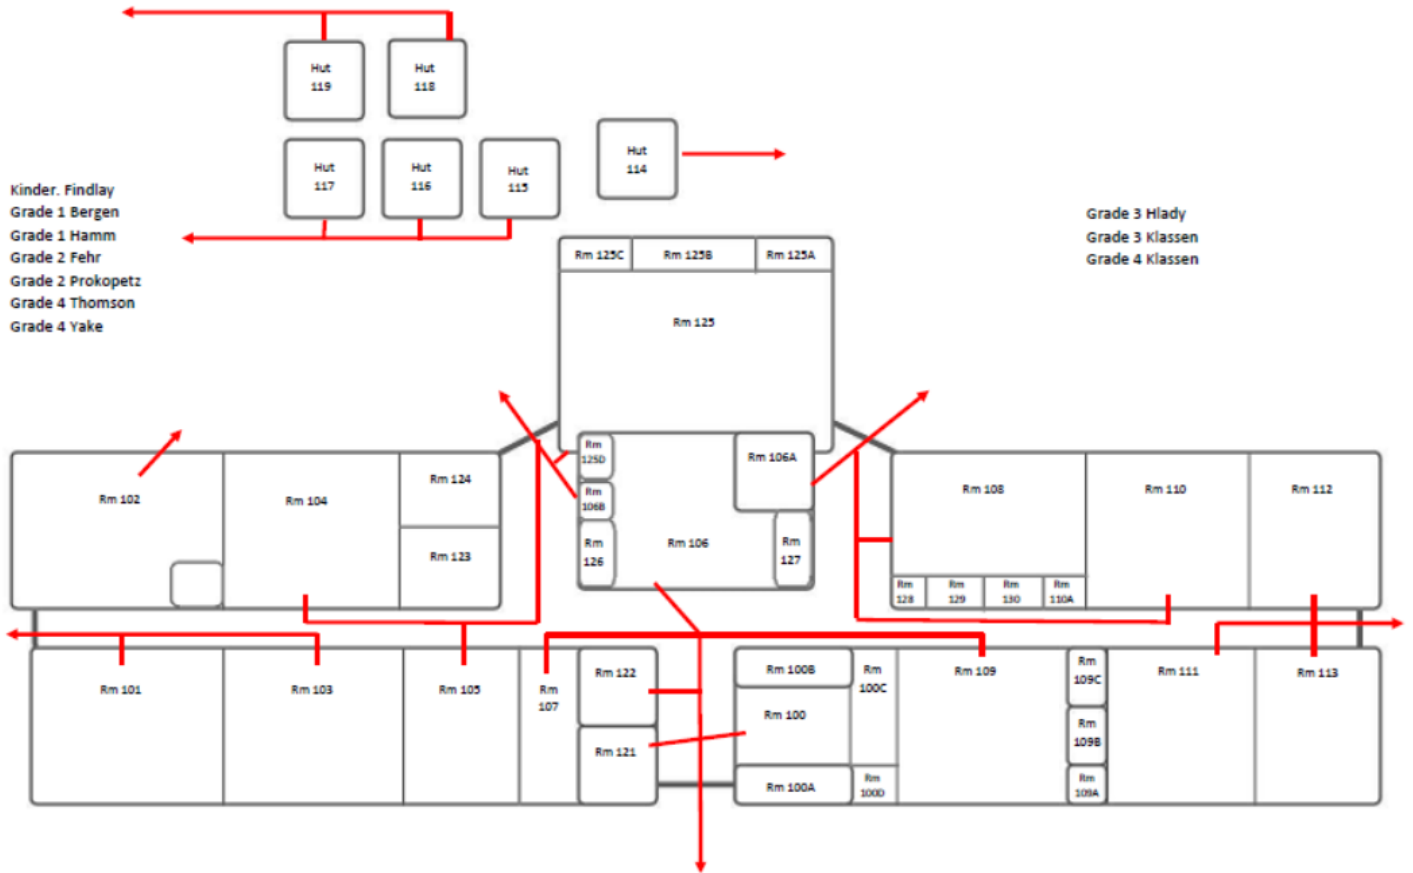 Hut
119
Hut
118
Hut
117
Hut
116
Hut
115
Hut
114
Kinder. Findlay
Grade 1 Bergen
Grade 1 Hamm
Grade 2 Fehr
Grade 2 Prokopetz
Grade 4 Thomson
Grade 4 Yake
Grade 3 Hlady
Grade 3 Klassen
Grade 4 Klassen
Rm 125C
Rm 125B
Rm 125A
Rm 125
Rm
125D
Rm
106B
Rm
126
Rm 106A
Rm 106
Rm
127
Rm 102
Rm 104
Rm 124
Rm 123
Rm 108
Rm 110
Rm 112
Rm
128
Rm
129
Rm
130
Rm
110A
Rm 101
Rm 103
Rm 105
Rm
107
Rm 122
Rm 121
Rm 100B
Rm 100
Rm 100A
Rm
100C
Rm
100D
Rm 109
Rm
109C
Rm
109B
Rm
109A
Rm 111
Rm 113